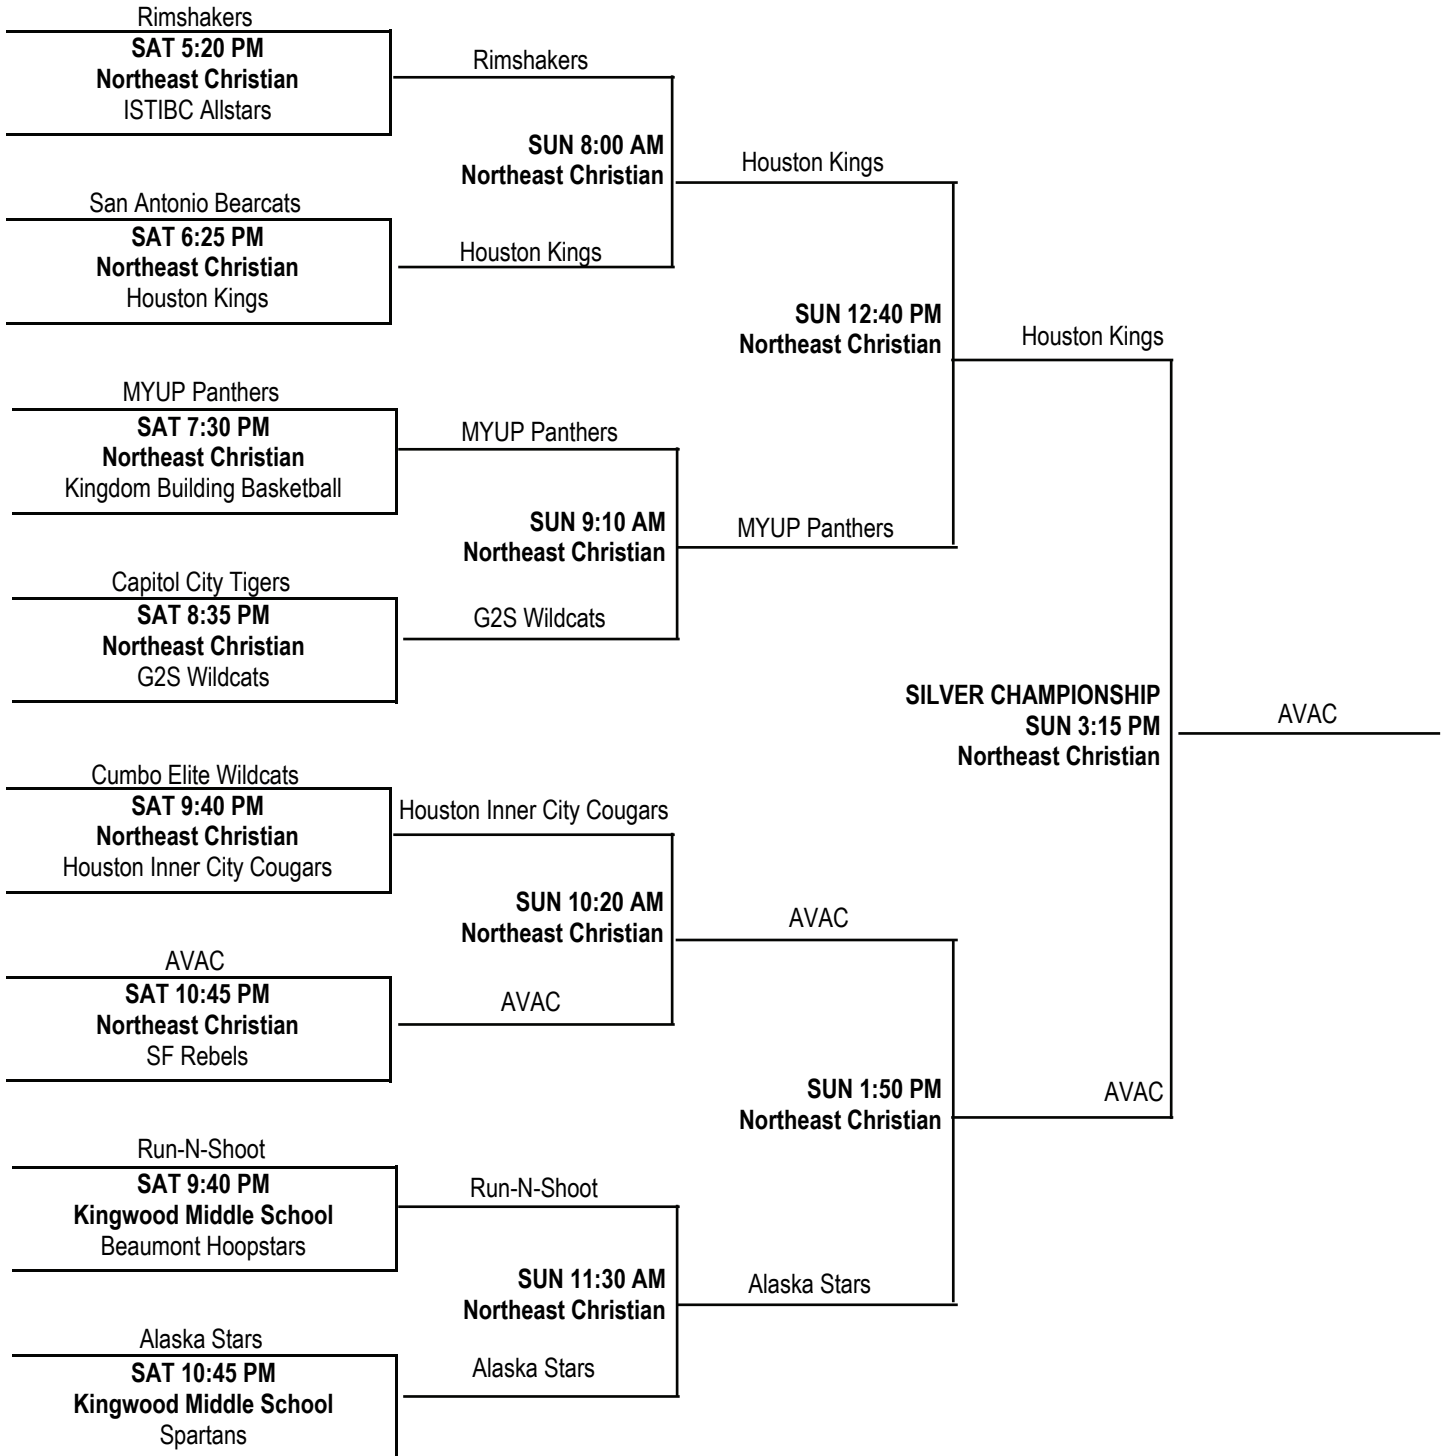 Rimshakers
SAT 5:20 PM
Northeast Christian
ISTIBC Allstars
San Antonio Bearcats
SAT 6:25 PM
Northeast Christian
Houston Kings
MYUP Panthers
SAT 7:30 PM
Northeast Christian
Kingdom Building Basketball
Capitol City Tigers
SAT 8:35 PM
Northeast Christian
G2S Wildcats
Cumbo Elite Wildcats
SAT 9:40 PM
Northeast Christian
Houston Inner City Cougars
AVAC
SAT 10:45 PM
Northeast Christian
SF Rebels
Run-N-Shoot
SAT 9:40 PM
Kingwood Middle School
Beaumont Hoopstars
Alaska Stars
SAT 10:45 PM
Kingwood Middle School
Spartans
Rimshakers
SUN 8:00 AM
Northeast Christian
Houston Kings
MYUP Panthers
SUN 9:10 AM
Northeast Christian
G2S Wildcats
Houston Inner City Cougars
SUN 10:20 AM
Northeast Christian
AVAC
Run-N-Shoot
SUN 11:30 AM
Northeast Christian
Alaska Stars
Houston Kings
SUN 12:40 PM
Northeast Christian
MYUP Panthers
AVAC
SUN 1:50 PM
Northeast Christian
Alaska Stars
Houston Kings
SILVER CHAMPIONSHIP
SUN 3:15 PM
Northeast Christian
AVAC
AVAC